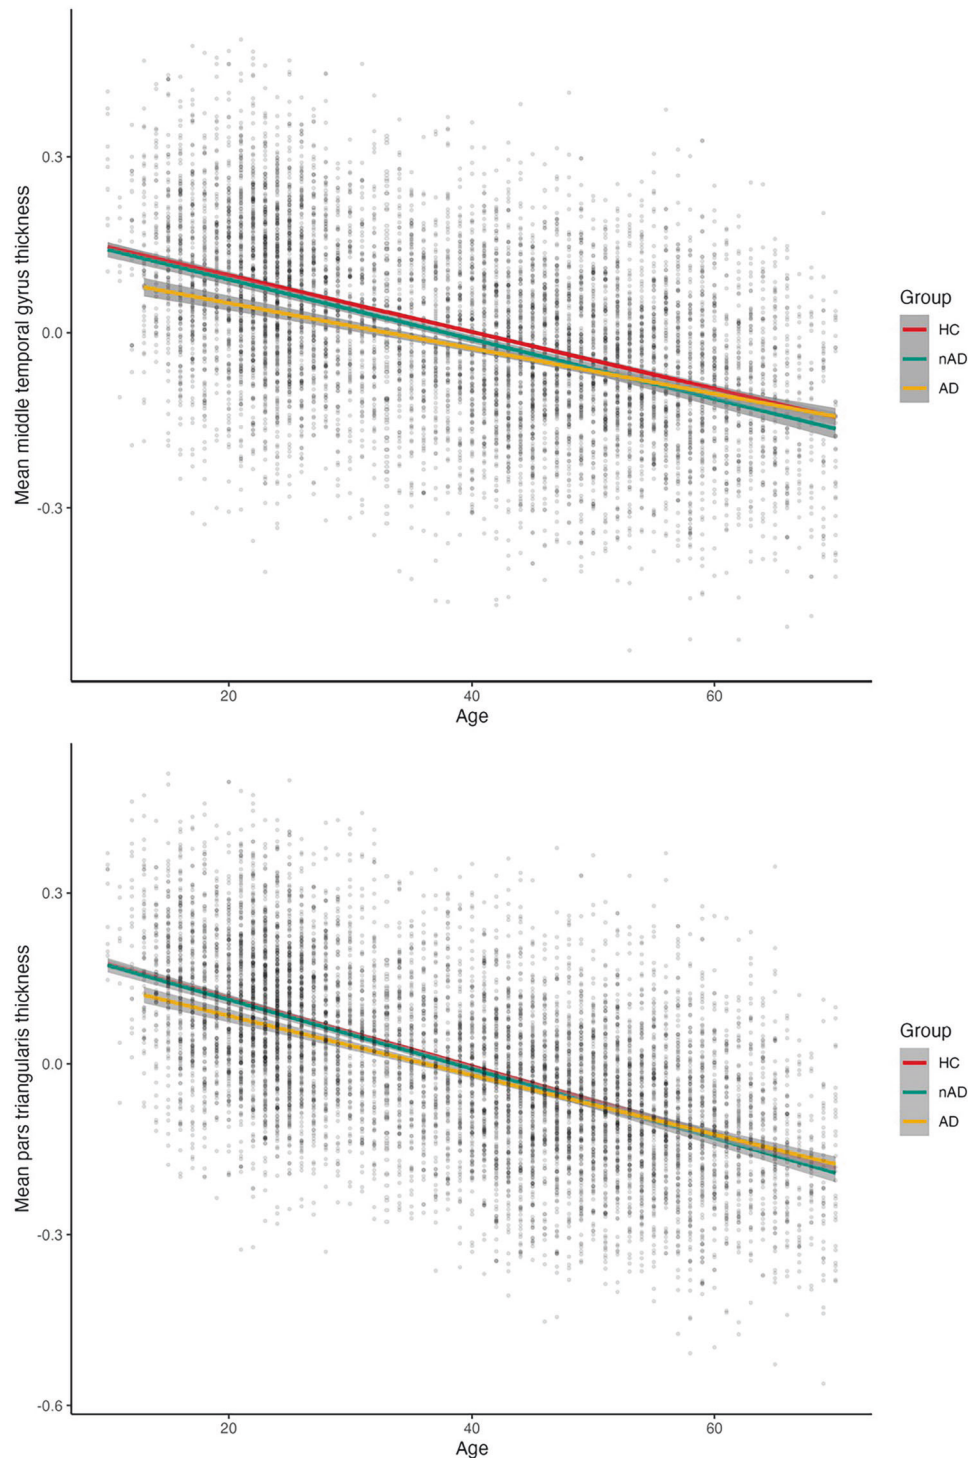 Mean middle temporal gyrus thickness
0.3
0.0
-0.3
20
40
60
Age
Group
HC
nAD
AD
Mean pars triangularis thickness
0.3
0.0
-0.3
-0.6
20
40
60
Age
Group
HC
nAD
AD